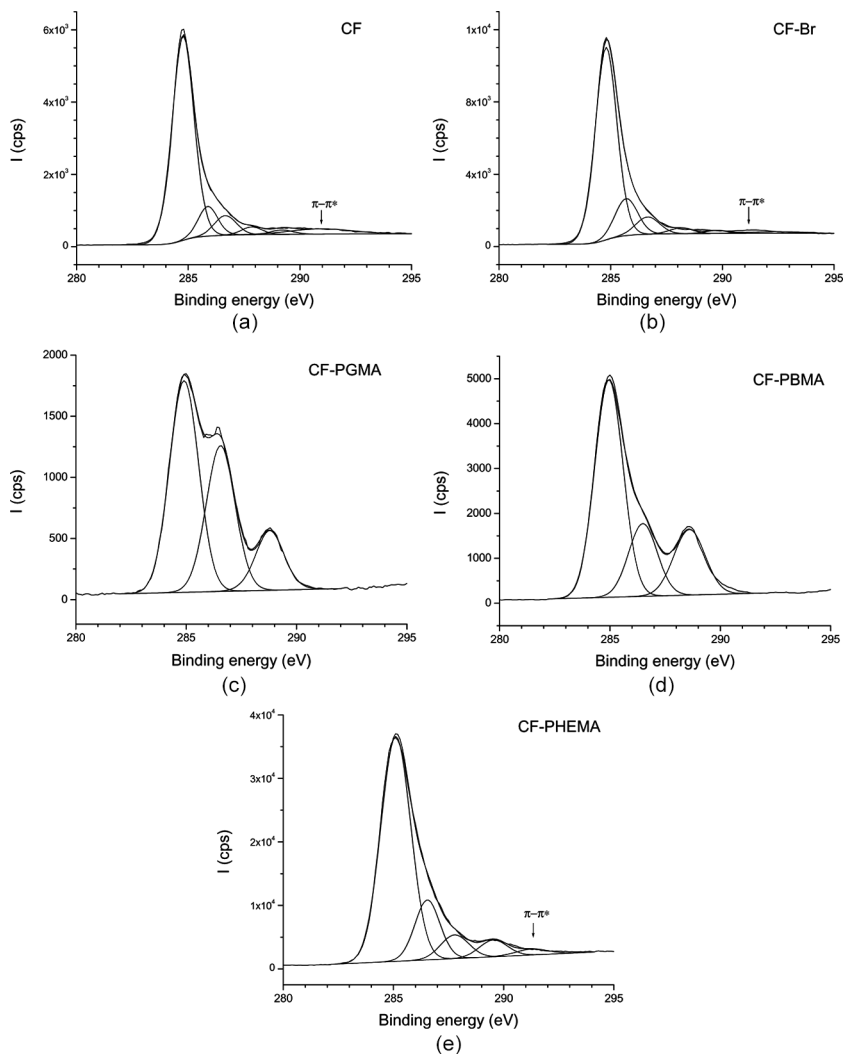 CF
6x10³
4x10³
2x10³
0
I (cps)
π–π*
280 285 290 295
Binding energy (eV)
(a)
CF-Br
1x10⁴
8x10³
4x10³
2x10³
0
I (cps)
π–π*
280 285 290 295
Binding energy (eV)
(b)
CF-PGMA
2000
1500
1000
500
0
I (cps)
280 285 290 295
Binding energy (eV)
(c)
CF-PBMA
5000
4000
3000
2000
1000
0
I (cps)
280 285 290 295
Binding energy (eV)
(d)
CF-PHEMA
4x10⁴
3x10⁴
2x10⁴
1x10⁴
0
I (cps)
π–π*
280 285 290 295
Binding energy (eV)
(e)